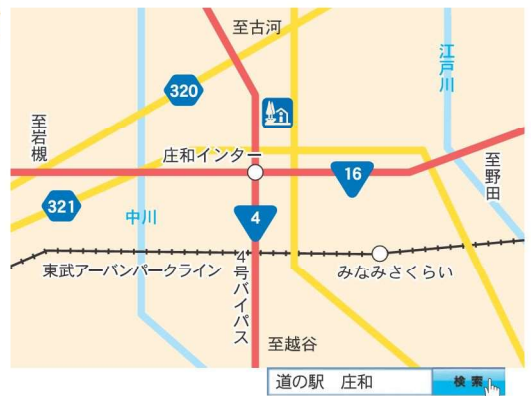 至古河
江戸川
320
至岩槻
庄和インター
16
至野田
321
中川
4
東武アーバンパークライン
4号バイパス
みなみさくらい
至越谷
道の駅 庄和
検索